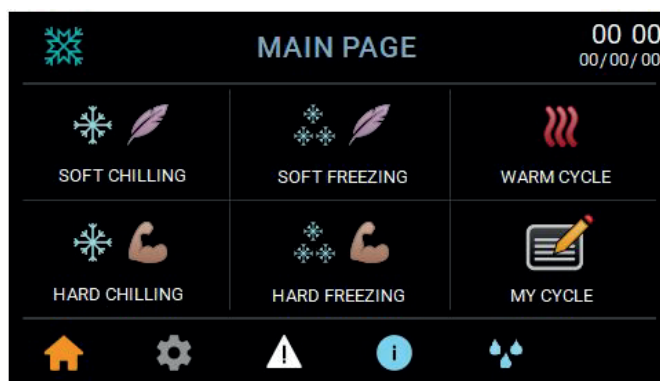 MAIN PAGE
00 00
00/00/00
SOFT CHILLING
SOFT FREEZING
WARM CYCLE
HARD CHILLING
HARD FREEZING
MY CYCLE